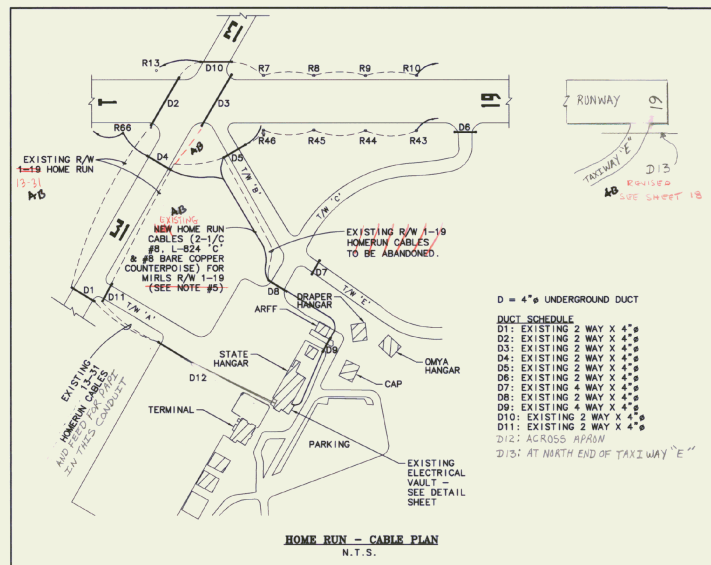 13
R13
D10
R7
R8
R9
R10
D2
D3
1
19
R66
D4
AB
D5
R46
R45
R44
R43
D6
RUNWAY
19
TAXIWAY "E"
D13
AB REVISED
SEE SHEET 18
EXISTING R/W
1-19 HOME RUN
13-31
AB
T/W 'B'
T/W 'C'
AB
EXISTING
NEW HOME RUN
CABLES (2-1/C
#8, L-824 'C'
& #8 BARE COPPER
COUNTERPOISE) FOR
MIRLS R/W 1-19
(SEE NOTE #5)
EXISTING R/W 1-19
HOMERUN CABLES
TO BE ABANDONED.
13
D1
D11
T/W 'A'
D8
D7
T/W 'E'
DRAPER
HANGAR
ARFF
D9
OMYA
HANGAR
CAP
STATE
HANGAR
D12
TERMINAL
PARKING
EXISTING
13-31
HOMERUN CABLES
AND FEED FOR PAPI
IN THIS CONDUIT
EXISTING
ELECTRICAL
VAULT -
SEE DETAIL
SHEET
D = 4"ø UNDERGROUND DUCT
DUCT SCHEDULE
D1: EXISTING 2 WAY X 4"ø
D2: EXISTING 2 WAY X 4"ø
D3: EXISTING 2 WAY X 4"ø
D4: EXISTING 2 WAY X 4"ø
D5: EXISTING 2 WAY X 4"ø
D6: EXISTING 2 WAY X 4"ø
D7: EXISTING 4 WAY X 4"ø
D8: EXISTING 2 WAY X 4"ø
D9: EXISTING 4 WAY X 4"ø
D10: EXISTING 2 WAY X 4"ø
D11: EXISTING 2 WAY X 4"ø
D12: ACROSS APRON
D13: AT NORTH END OF TAXIWAY "E"
HOME RUN - CABLE PLAN
N.T.S.